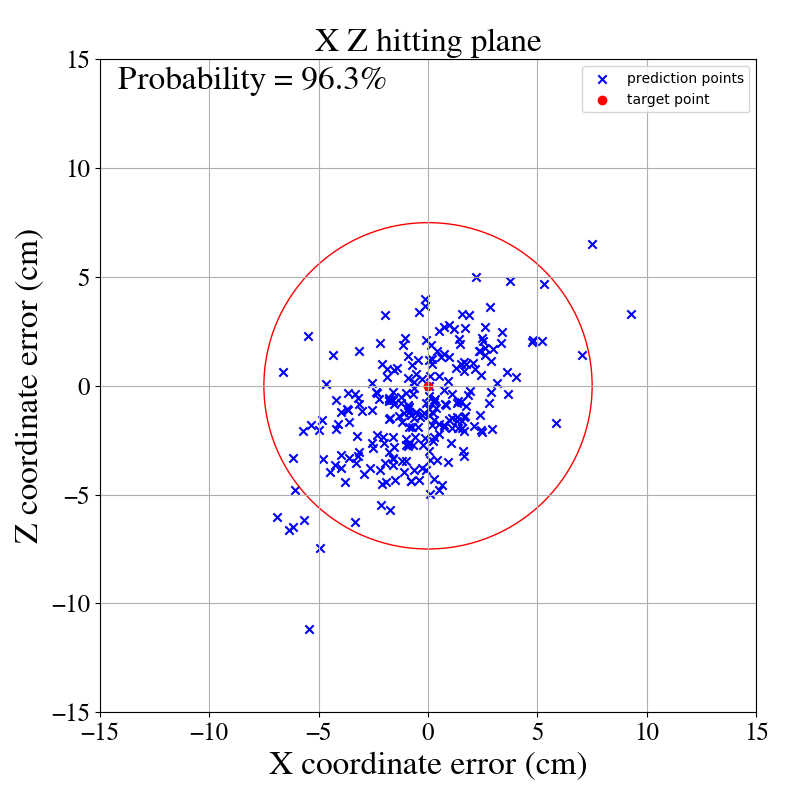 X Z hitting plane
Probability = 96.3%
prediction points
target point
Z coordinate error (cm)
15
10
5
0
−5
−10
−15
−15 −10 −5 0 5 10 15
X coordinate error (cm)